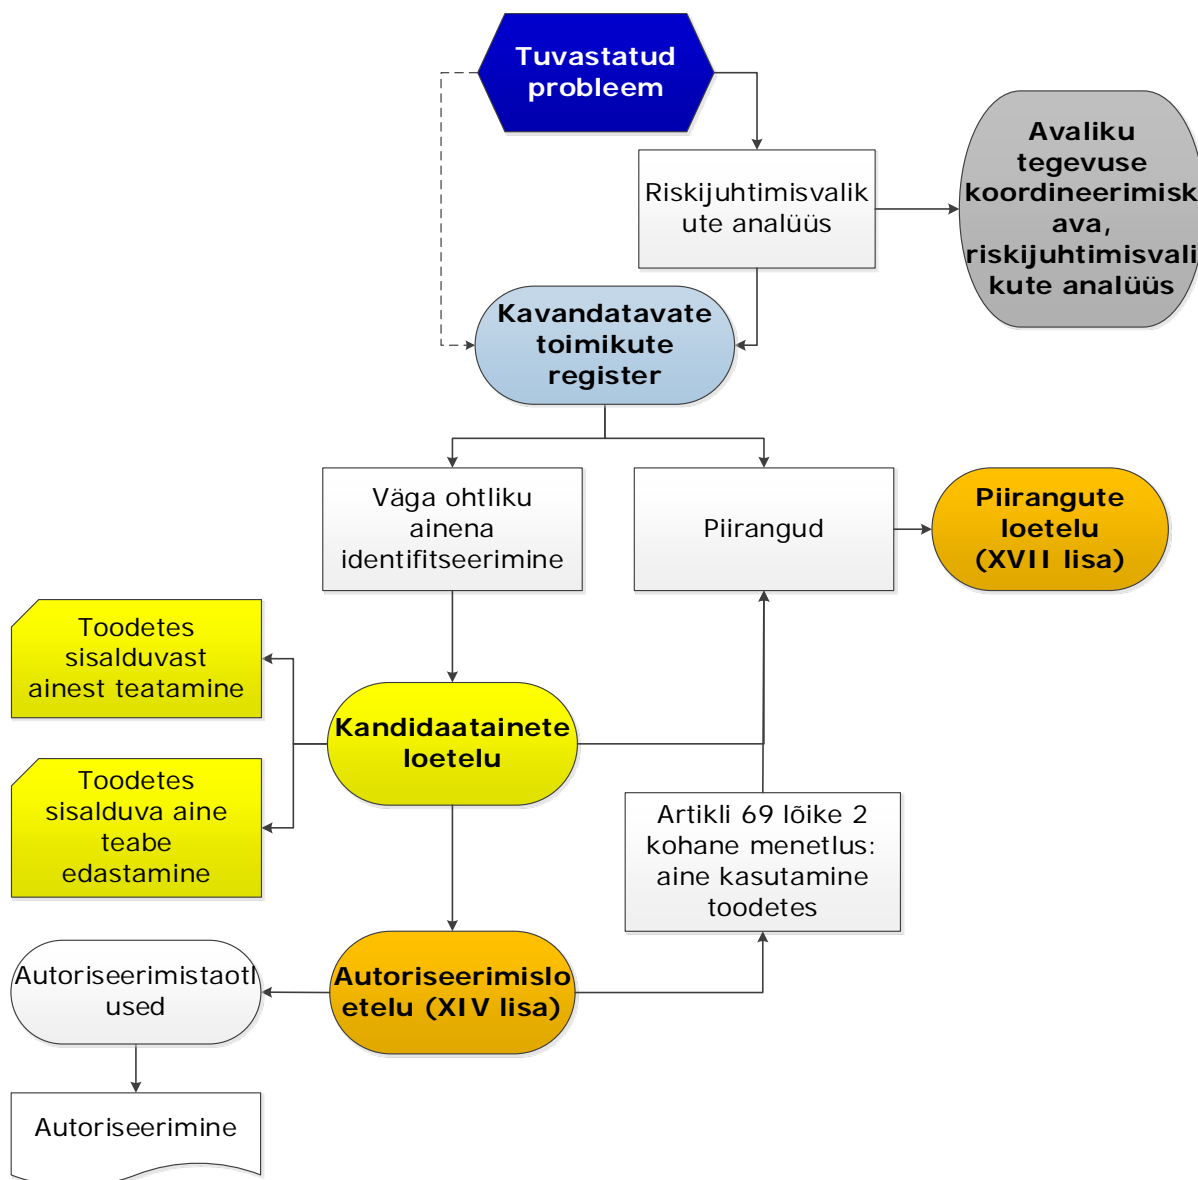 Tuvastatud
probleem
Riskijuhtimisvalik
ute analüüs
Avaliku
tegevuse
koordineerimisk
ava,
riskijuhtimisvali
kute analüüs
Kavandatavate
toimikute
register
Väga ohtliku
ainena
identifitseerimine
Piirangud
Piirangute
loetelu
(XVII lisa)
Toodetes
sisalduvast
ainest teatamine
Kandidaatainete
loetelu
Toodetes
sisalduva aine
teabe
edastamine
Artikli 69 lõike 2
kohane menetlus:
aine kasutamine
toodetes
Autoriseerimistaotl
used
Autoriseerimislo
etelu (XIV lisa)
Autoriseerimine